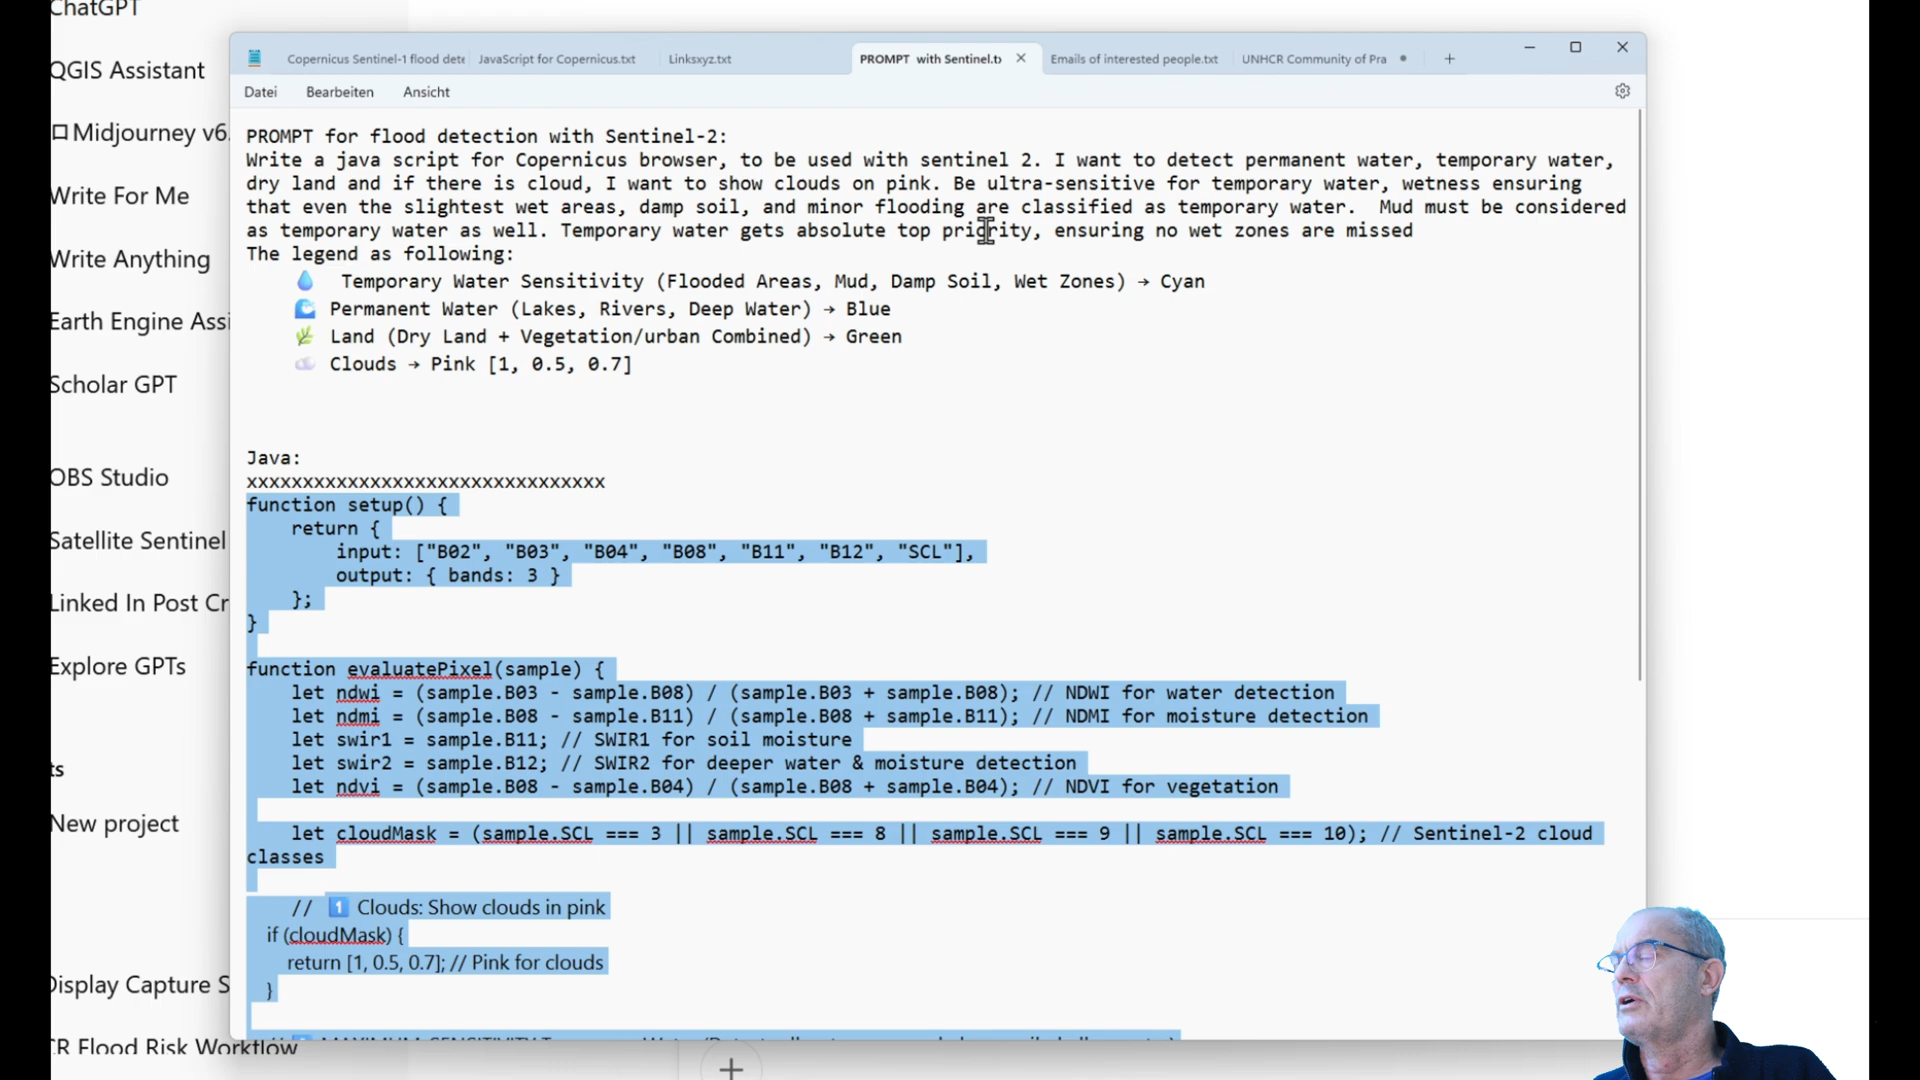 ChatGPT
QGIS Assistant
Midjourney v6.
Write For Me
Write Anything
Earth Engine Assi
Scholar GPT
OBS Studio
Satellite Sentinel
Linked In Post Cr
Explore GPTs
ts
New project
Display Capture S
CR Flood Risk Workflow
Copernicus Sentinel-1 flood dete
JavaScript for Copernicus.txt
Linksxyz.txt
PROMPT with Sentinel.t
Emails of interested people.txt
UNHCR Community of Pra
Datei
Bearbeiten
Ansicht
PROMPT for flood detection with Sentinel-2:
Write a java script for Copernicus browser, to be used with sentinel 2. I want to detect permanent water, temporary water,
dry land and if there is cloud, I want to show clouds on pink. Be ultra-sensitive for temporary water, wetness ensuring
that even the slightest wet areas, damp soil, and minor flooding are classified as temporary water.  Mud must be considered
as temporary water as well. Temporary water gets absolute top priority, ensuring no wet zones are missed
The legend as following:
💧 Temporary Water Sensitivity (Flooded Areas, Mud, Damp Soil, Wet Zones) → Cyan
🌊 Permanent Water (Lakes, Rivers, Deep Water) → Blue
🌿 Land (Dry Land + Vegetation/urban Combined) → Green
☁️ Clouds → Pink [1, 0.5, 0.7]
Java:
xxxxxxxxxxxxxxxxxxxxxxxxxxxxxxxx
function setup() {
return {
input: ["B02", "B03", "B04", "B08", "B11", "B12", "SCL"],
output: { bands: 3 }
};
}
function evaluatePixel(sample) {
let ndwi = (sample.B03 - sample.B08) / (sample.B03 + sample.B08); // NDWI for water detection
let ndmi = (sample.B08 - sample.B11) / (sample.B08 + sample.B11); // NDMI for moisture detection
let swir1 = sample.B11; // SWIR1 for soil moisture
let swir2 = sample.B12; // SWIR2 for deeper water & moisture detection
let ndvi = (sample.B08 - sample.B04) / (sample.B08 + sample.B04); // NDVI for vegetation
let cloudMask = (sample.SCL === 3 || sample.SCL === 8 || sample.SCL === 9 || sample.SCL === 10); // Sentinel-2 cloud
classes
// 1️⃣ Clouds: Show clouds in pink
if (cloudMask) {
return [1, 0.5, 0.7]; // Pink for clouds
}